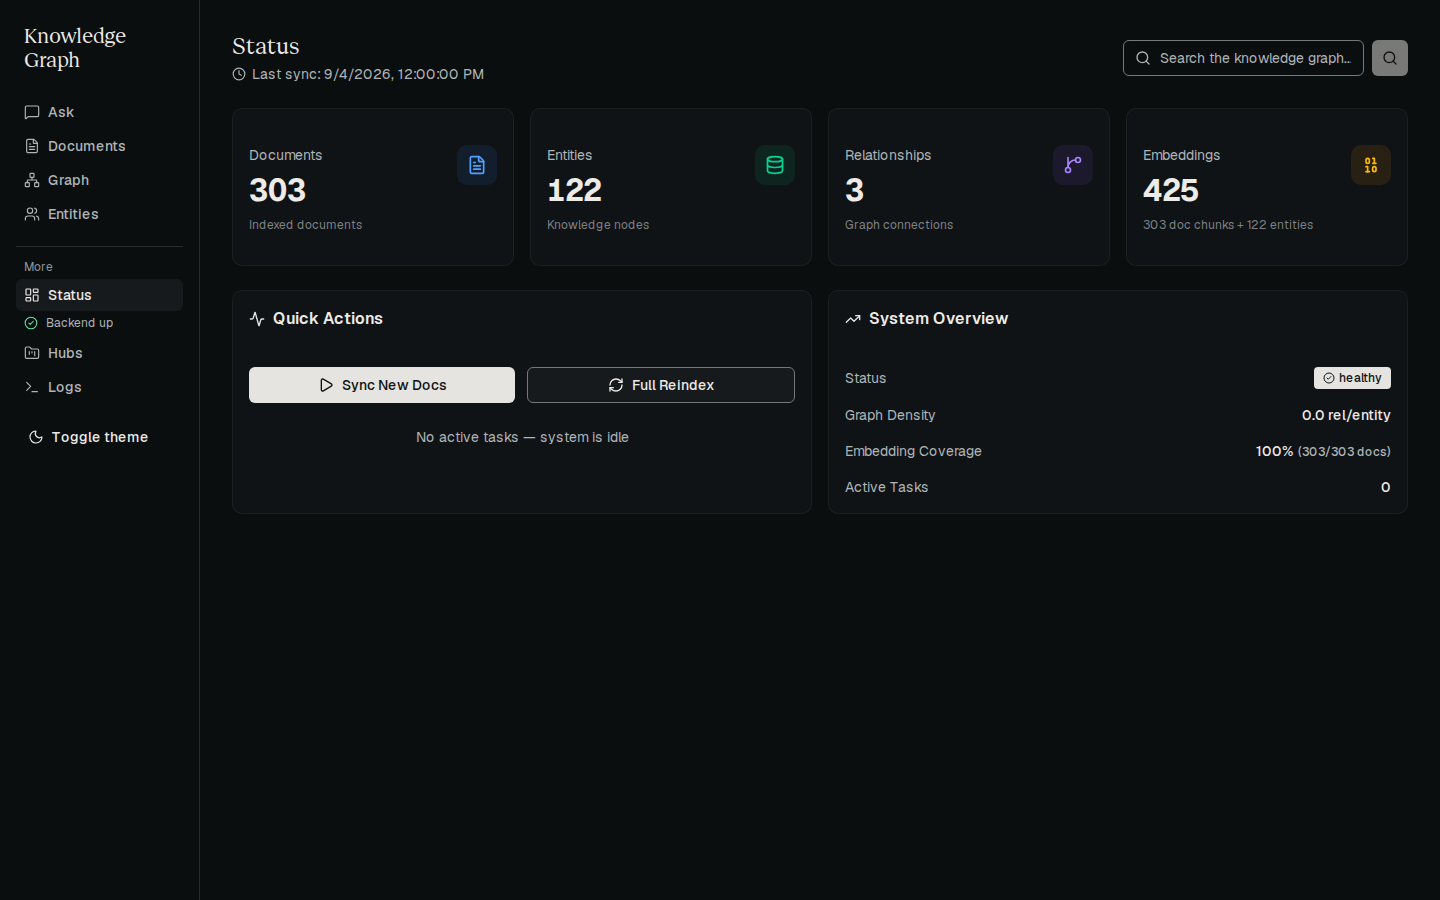 Knowledge
Graph
Ask
Documents
Graph
Entities
More
Status
Backend up
Hubs
Logs
Toggle theme
Status
Last sync: 9/4/2026, 12:00:00 PM
Search the knowledge graph...
Documents
303
Indexed documents
Entities
122
Knowledge nodes
Relationships
3
Graph connections
Embeddings
425
303 doc chunks + 122 entities
Quick Actions
Sync New Docs
Full Reindex
No active tasks — system is idle
System Overview
Status
healthy
Graph Density
0.0 rel/entity
Embedding Coverage
100% (303/303 docs)
Active Tasks
0